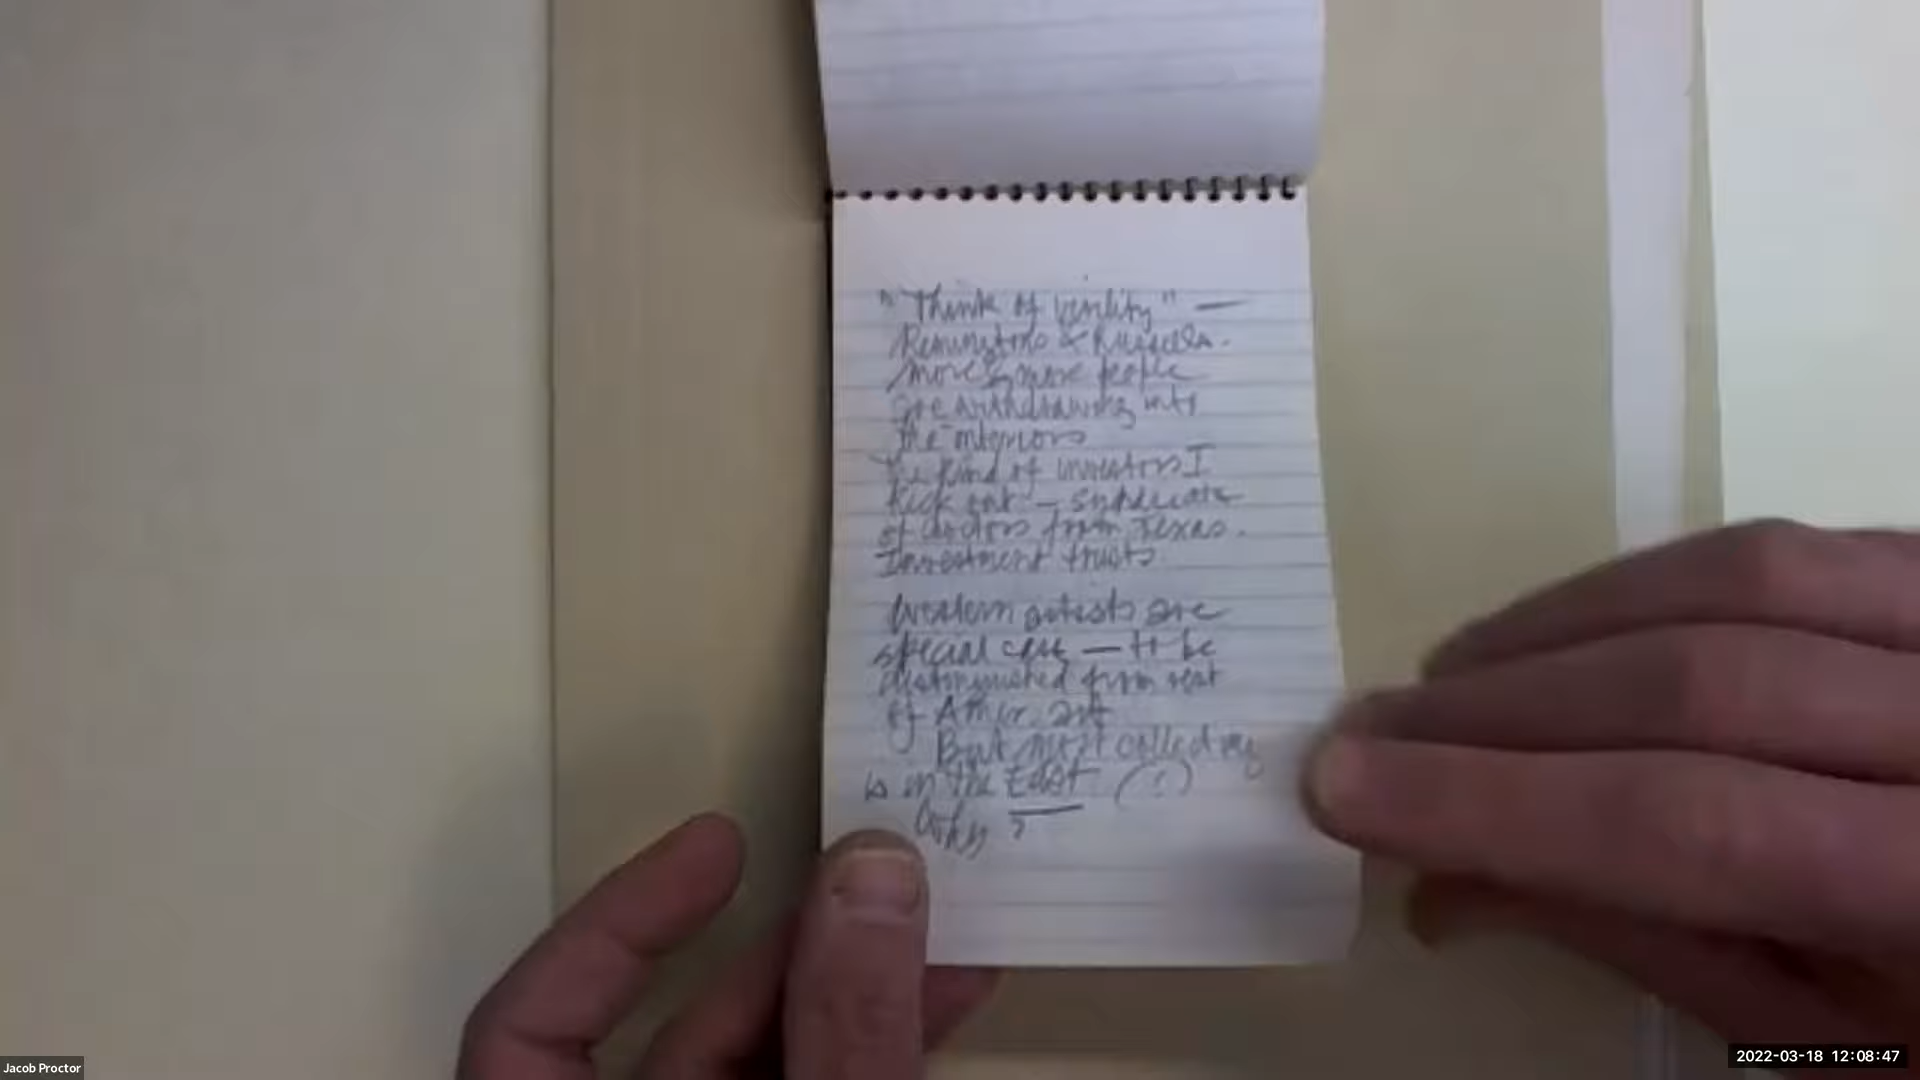 "Think of virility" —
Remingtons & Russells.
More & more people
are withdrawing into
the interiors
The kind of investors I
kick out — syndicate
of doctors from Texas.
Investment trusts.
Western artists are
special case — to be
distinguished from rest
of Amer. art
But most collecting
is in the East (!)
Why?
Jacob Proctor
2022-03-18 12:08:47